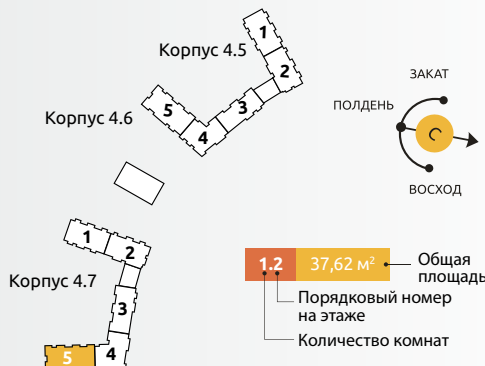 1
Корпус 4.5
2
ЗАКАТ
5
3
ПОЛДЕНЬ
Корпус 4.6
4
С
ВОСХОД
1
2
Корпус 4.7
1.2 37,62 м²
Общая
площадь
3
Порядковый номер
на этаже
Количество комнат
5
4